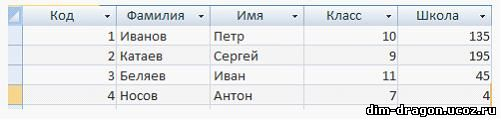 Код Фамилия Имя Класс Школа
1 Иванов Петр 10 135
2 Катаев Сергей 9 195
3 Беляев Иван 11 45
4 Носов Антон 7 4
dim-dragon.ucoz.ru